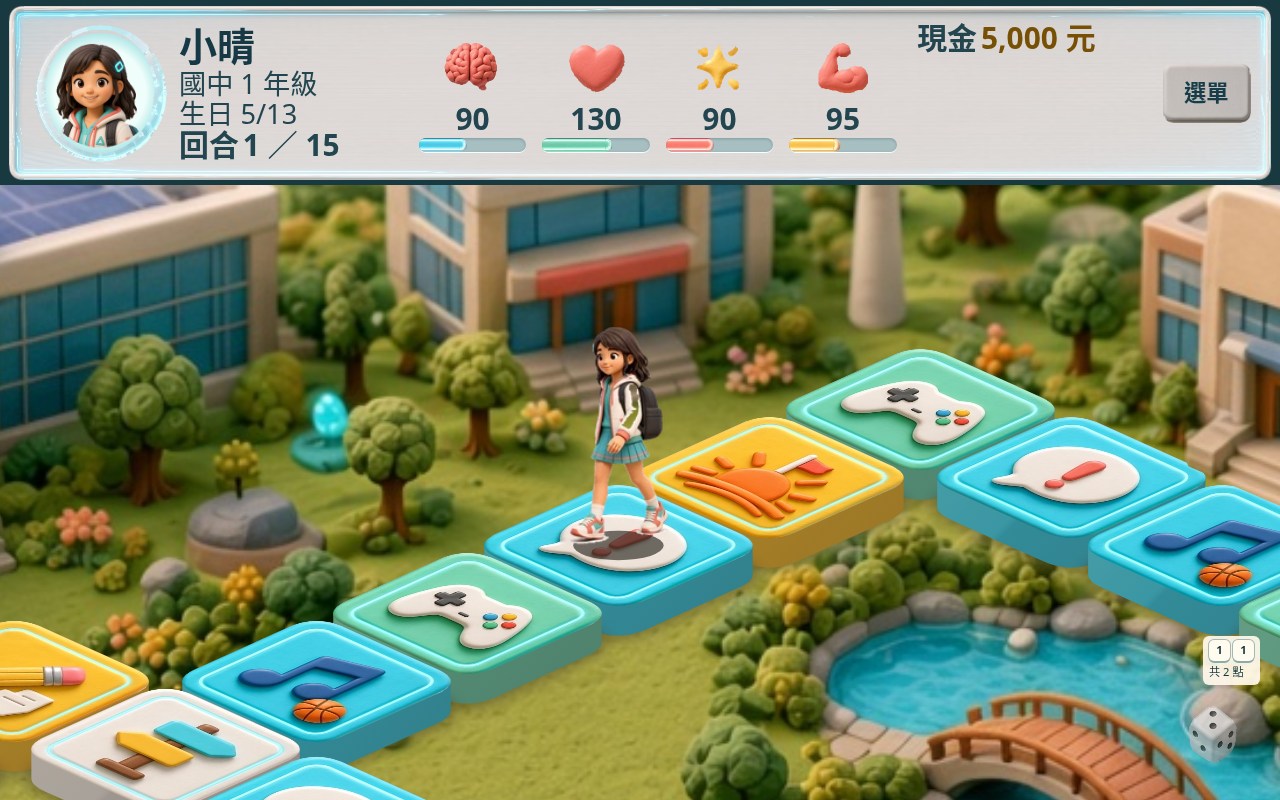 小晴
國中 1 年級
生日 5/13
回合 1 ／ 15
90
130
90
95
現金 5,000 元
選單
1 1
共 2 點